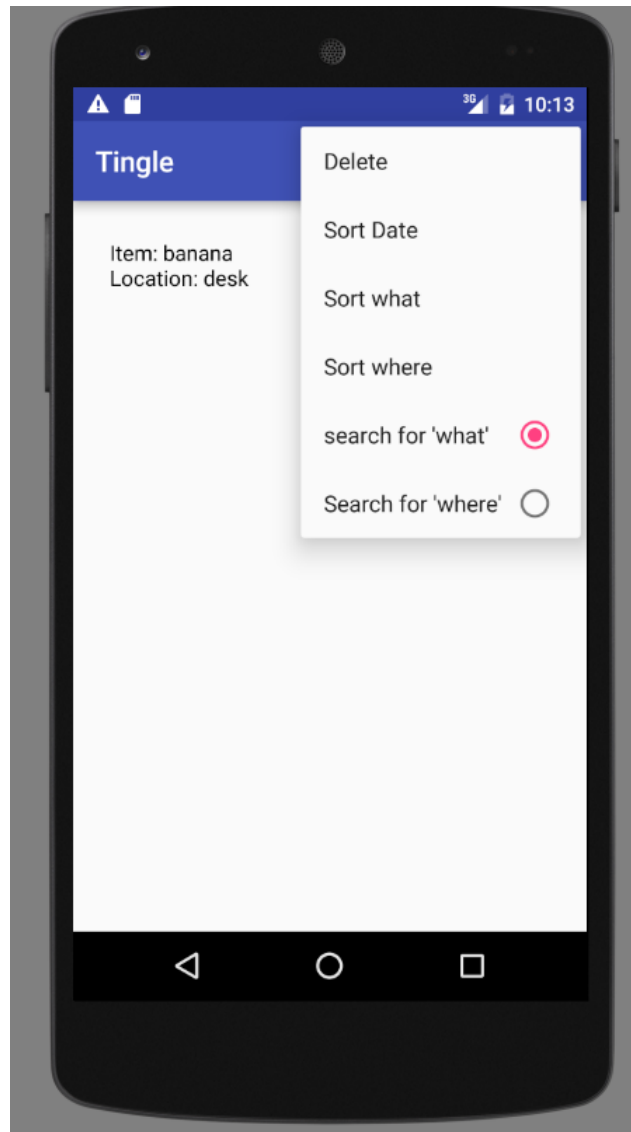 3G 10:13
Tingle
Delete
Item: banana
Location: desk
Sort Date
Sort what
Sort where
search for 'what'
Search for 'where'